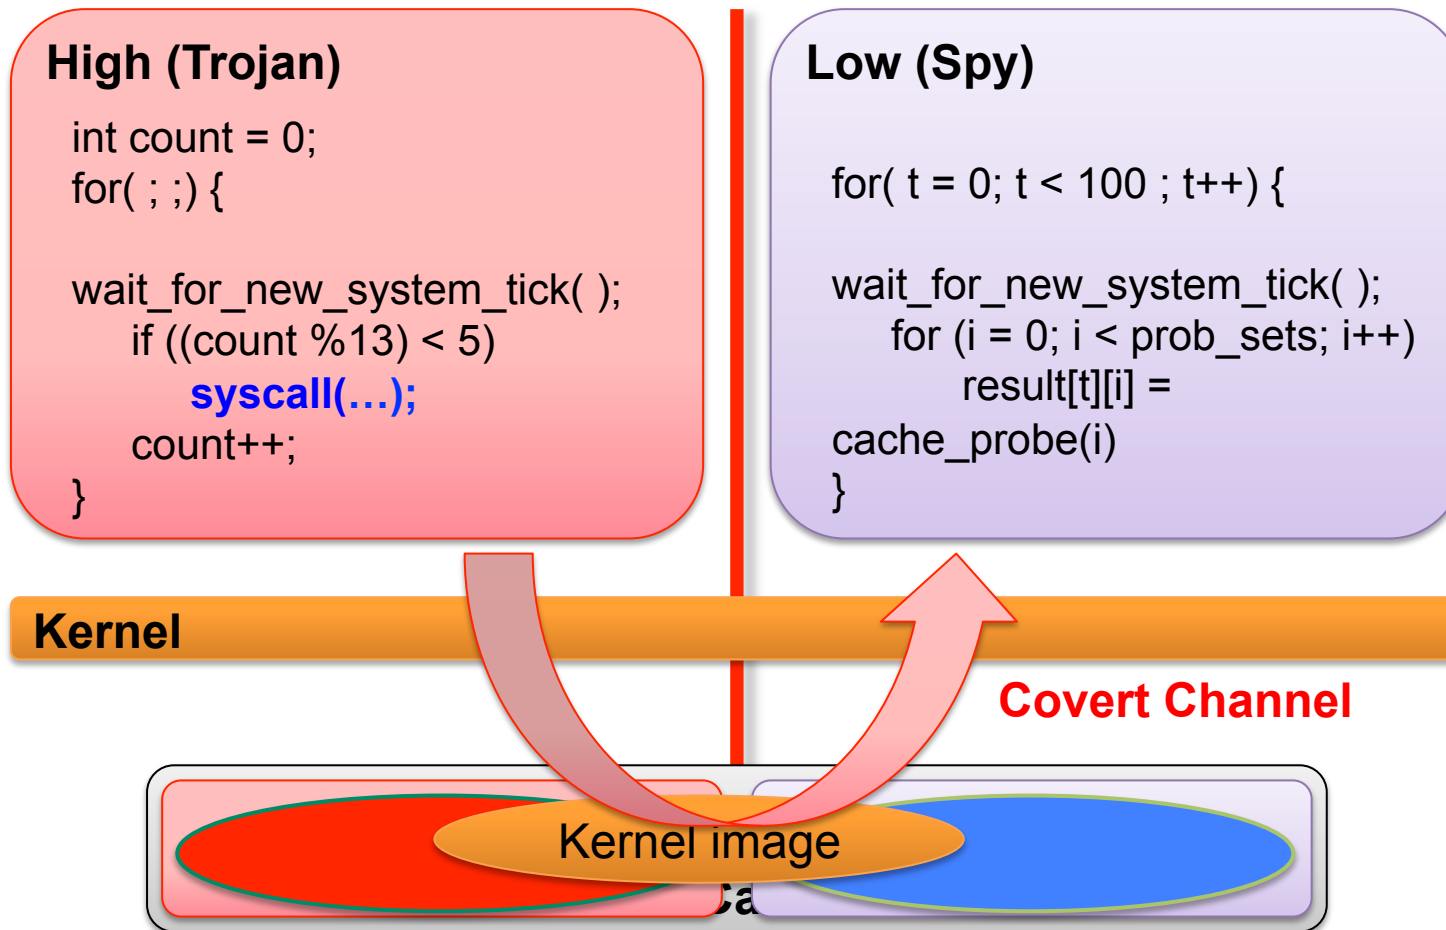 High (Trojan)
int count = 0;
for( ; ;) {
wait_for_new_system_tick( );
if ((count %13) < 5)
syscall(…);
count++;
}
Low (Spy)
for( t = 0; t < 100 ; t++) {
wait_for_new_system_tick( );
for (i = 0; i < prob_sets; i++)
result[t][i] =
cache_probe(i)
}
Kernel
Covert Channel
Kernel image